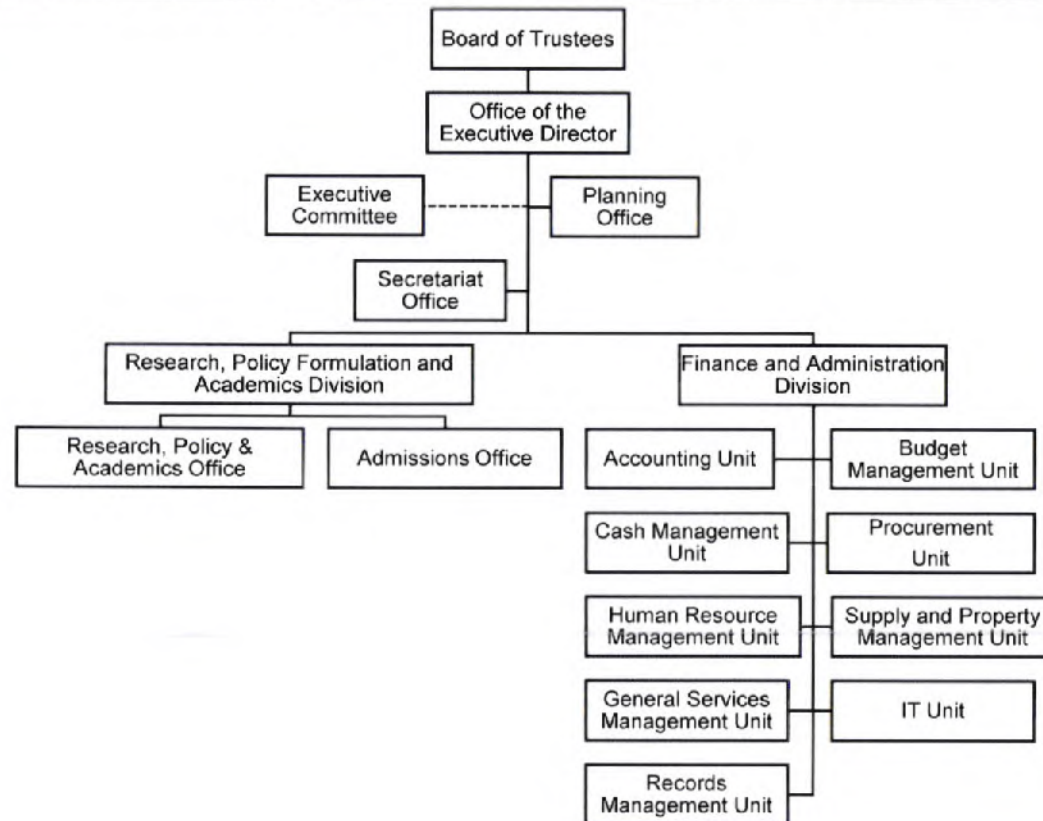 Board of Trustees
Office of the
Executive Director
Executive
Committee
Planning
Office
Secretariat
Office
Research, Policy Formulation and
Academics Division
Finance and Administration
Division
Research, Policy &
Academics Office
Admissions Office
Accounting Unit
Budget
Management Unit
Cash Management
Unit
Procurement
Unit
Human Resource
Management Unit
Supply and Property
Management Unit
General Services
Management Unit
IT Unit
Records
Management Unit